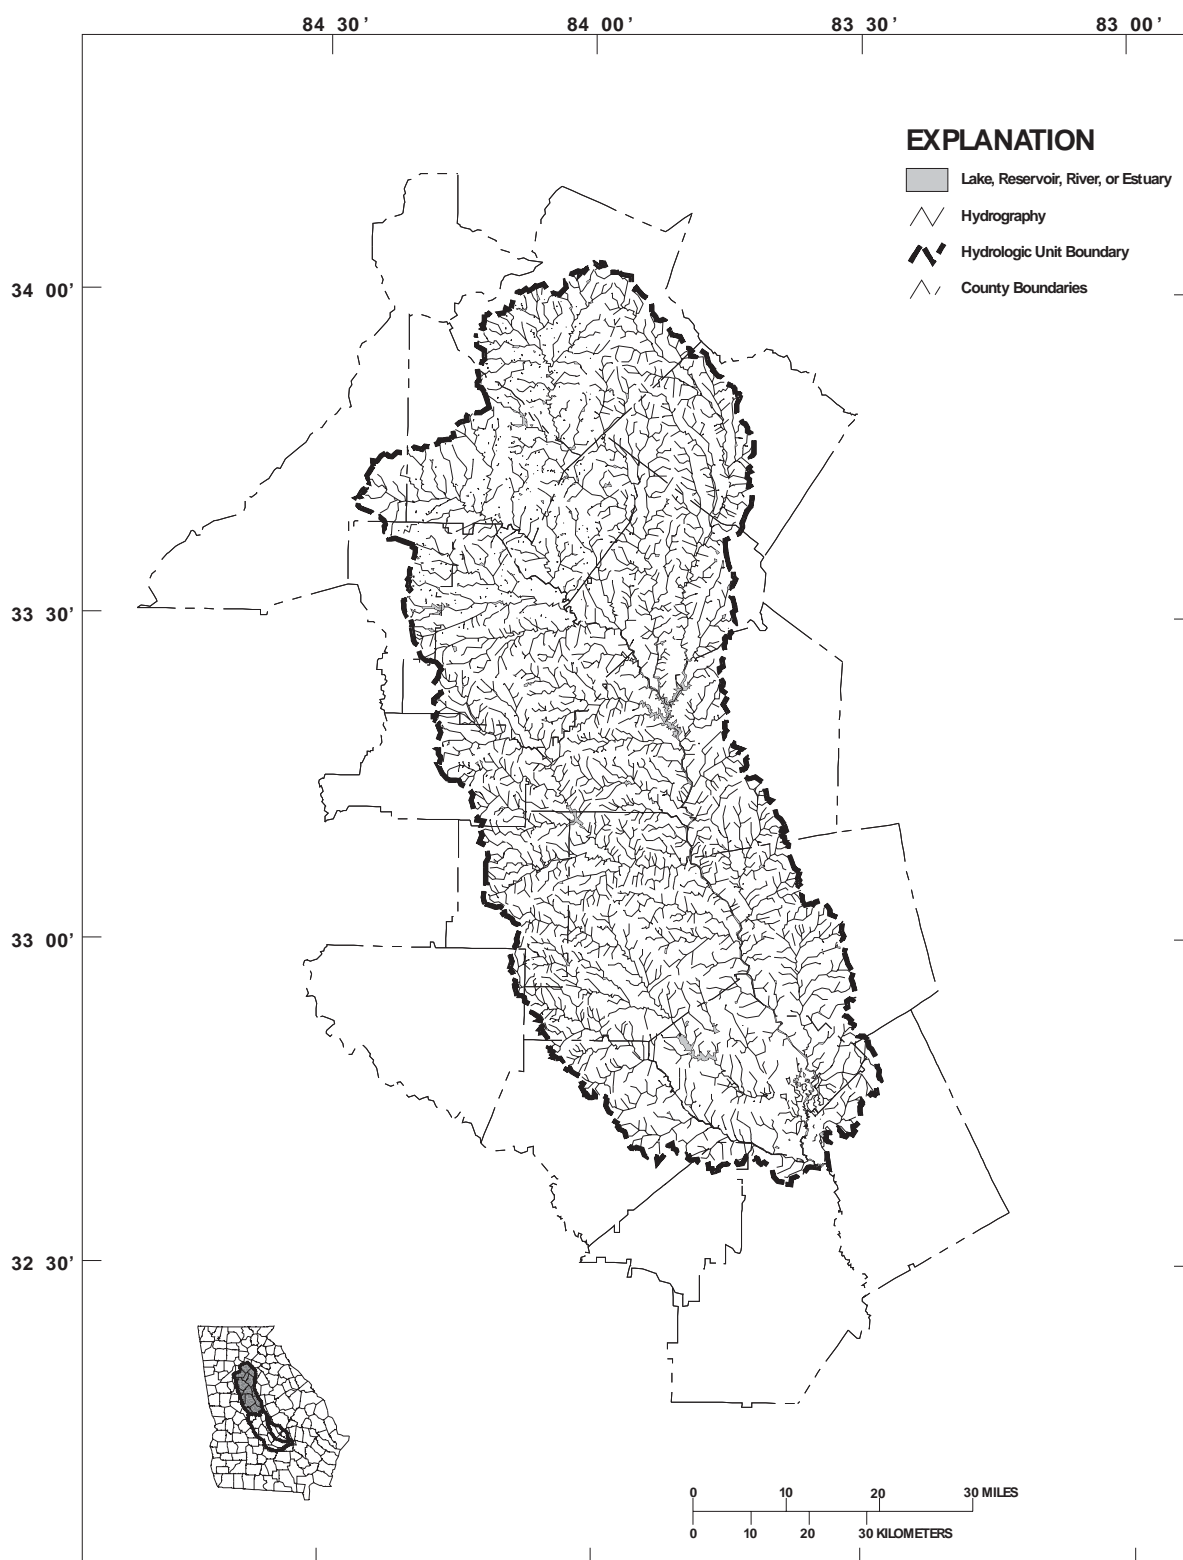 84 30’ 84 00’ 83 30’ 83 00’
EXPLANATION
Lake, Reservoir, River, or Estuary
Hydrography
Hydrologic Unit Boundary
County Boundaries
34 00’
33 30’
33 00’
32 30’
0 10 20 30 MILES
0 10 20 30 KILOMETERS